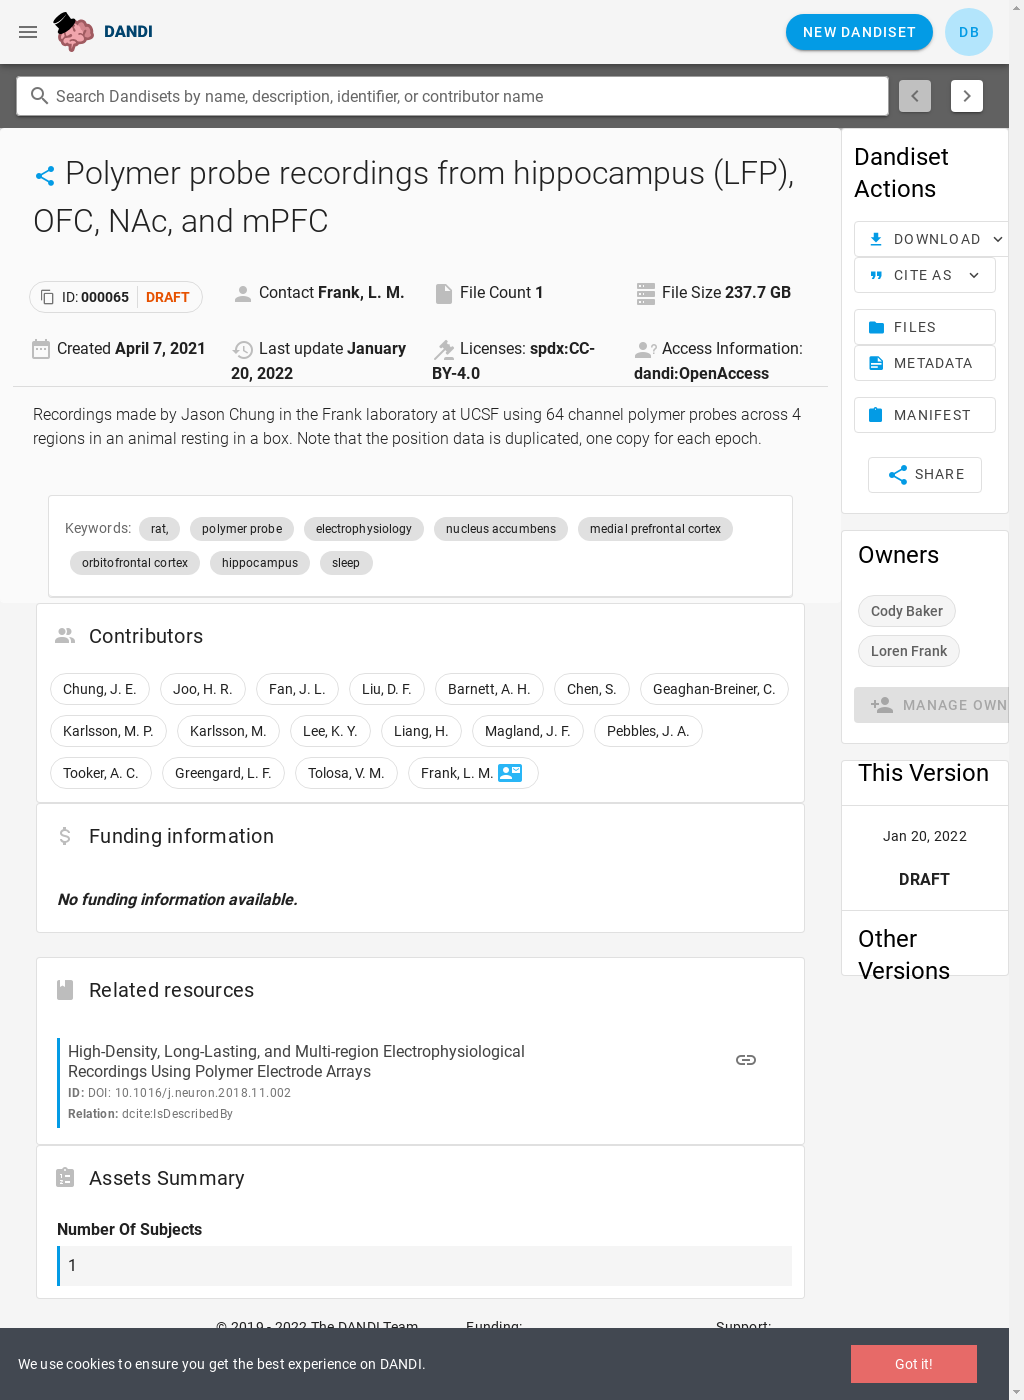 DANDI
NEW DANDISET
DB
Search Dandisets by name, description, identifier, or contributor name
Polymer probe recordings from hippocampus (LFP),
OFC, NAc, and mPFC
ID: 000065 DRAFT
Contact Frank, L. M.
File Count 1
File Size 237.7 GB
Created April 7, 2021
Last update January
20, 2022
Licenses: spdx:CC-
BY-4.0
Access Information:
dandi:OpenAccess
Recordings made by Jason Chung in the Frank laboratory at UCSF using 64 channel polymer probes across 4
regions in an animal resting in a box. Note that the position data is duplicated, one copy for each epoch.
Keywords: rat, polymer probe electrophysiology nucleus accumbens medial prefrontal cortex
orbitofrontal cortex hippocampus sleep
Contributors
Chung, J. E. Joo, H. R. Fan, J. L. Liu, D. F. Barnett, A. H. Chen, S. Geaghan-Breiner, C.
Karlsson, M. P. Karlsson, M. Lee, K. Y. Liang, H. Magland, J. F. Pebbles, J. A.
Tooker, A. C. Greengard, L. F. Tolosa, V. M. Frank, L. M.
Funding information
No funding information available.
Related resources
High-Density, Long-Lasting, and Multi-region Electrophysiological
Recordings Using Polymer Electrode Arrays
ID: DOI: 10.1016/j.neuron.2018.11.002
Relation: dcite:IsDescribedBy
Assets Summary
Number Of Subjects
1
Dandiset
Actions
DOWNLOAD
CITE AS
FILES
METADATA
MANIFEST
SHARE
Owners
Cody Baker
Loren Frank
MANAGE OWN
This Version
Jan 20, 2022
DRAFT
Other
Versions
© 2019 - 2022 The DANDI Team
Funding:
Support:
We use cookies to ensure you get the best experience on DANDI.
Got it!